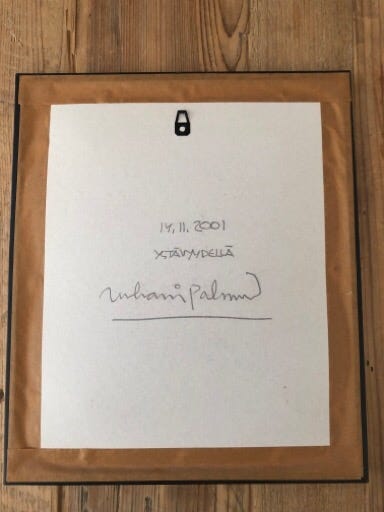 14.11.2001
YSTÄVYYDELLÄ
Juhani Palmu